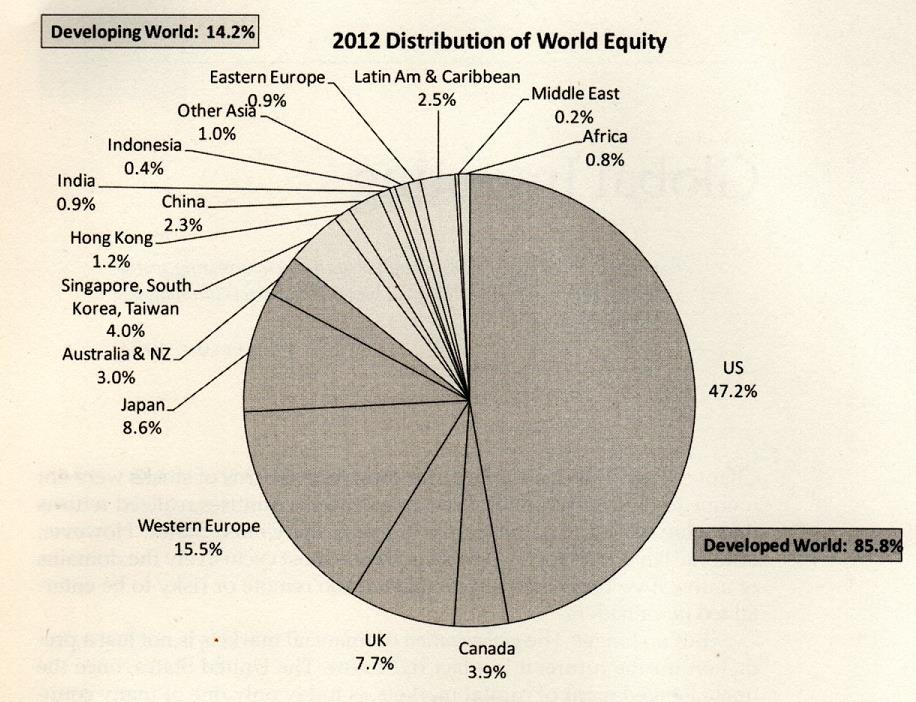 Developing World: 14.2%
2012 Distribution of World Equity
Eastern Europe
0.9%
Latin Am & Caribbean
2.5%
Middle East
0.2%
Africa
0.8%
Other Asia
1.0%
Indonesia
0.4%
India
0.9%
China
2.3%
Hong Kong
1.2%
Singapore, South
Korea, Taiwan
4.0%
Australia & NZ
3.0%
Japan
8.6%
Western Europe
15.5%
UK
7.7%
Canada
3.9%
US
47.2%
Developed World: 85.8%